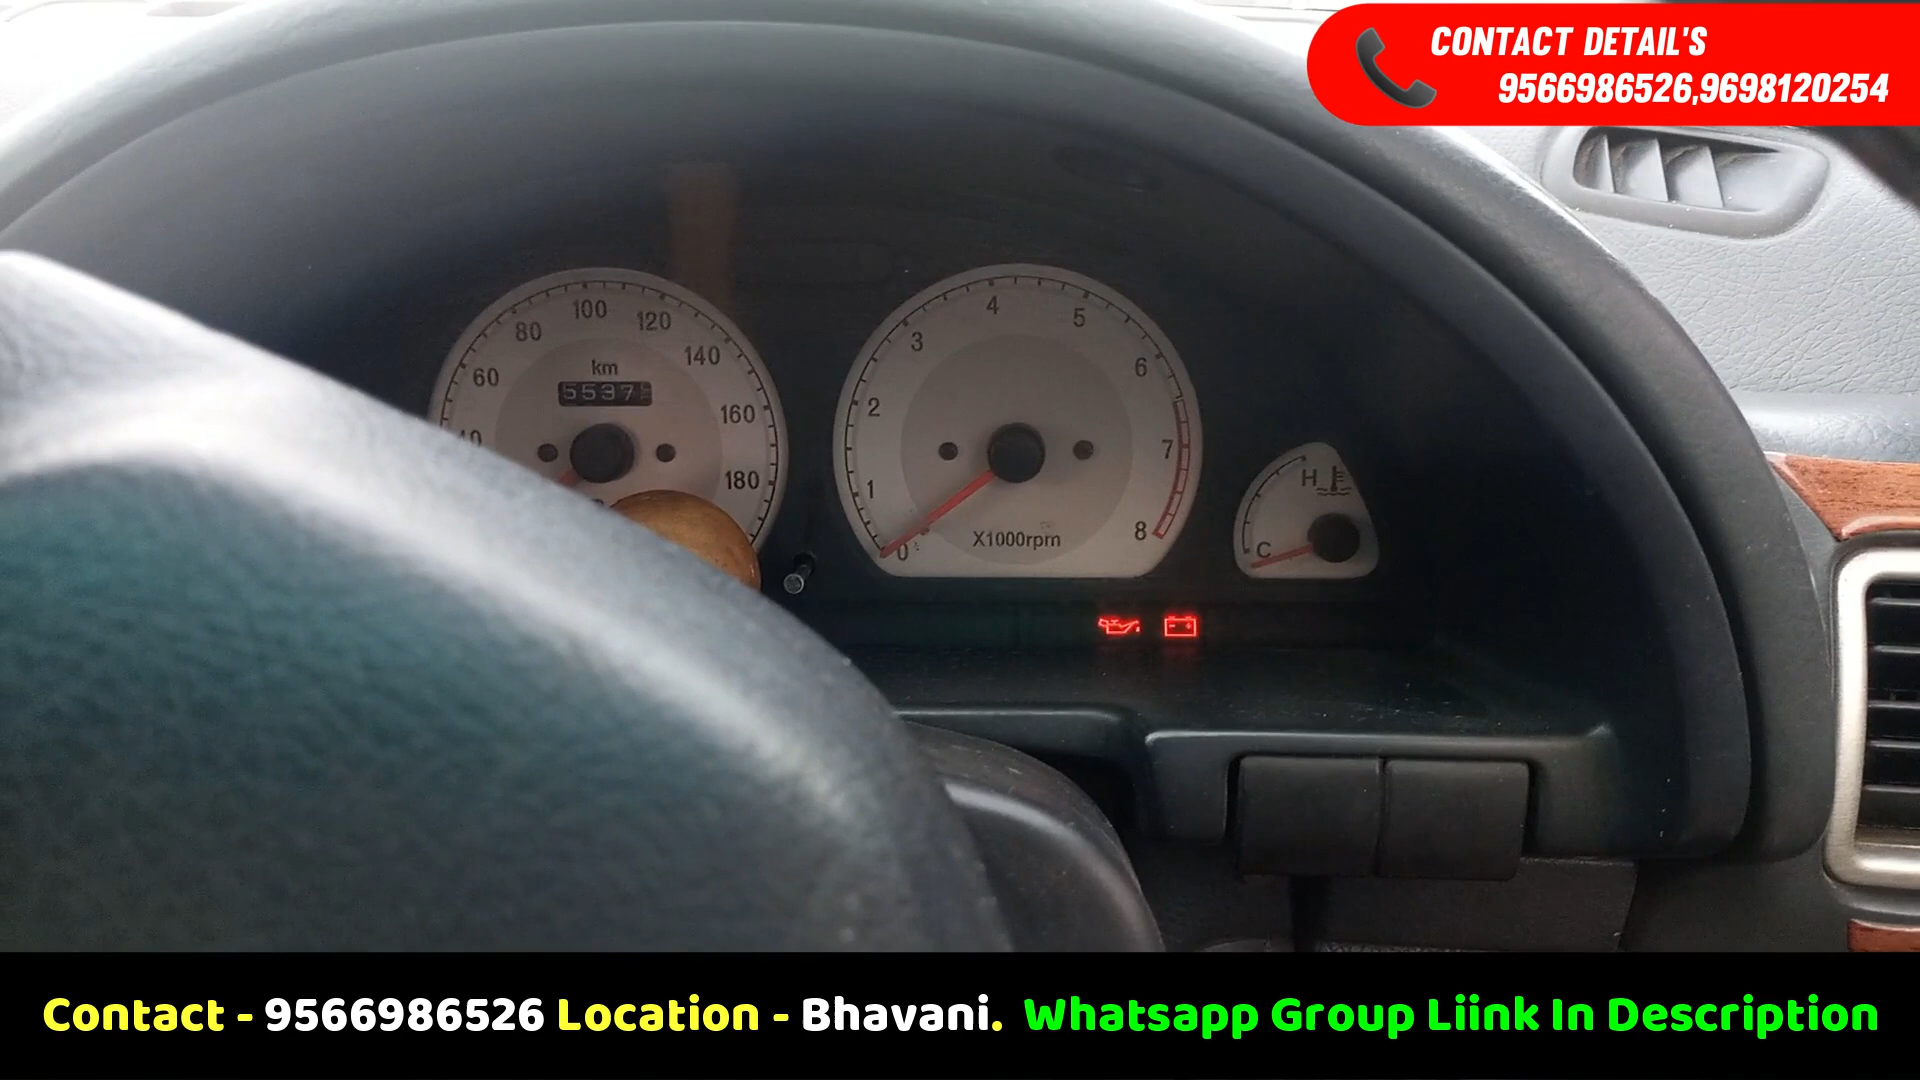 CONTACT DETAIL'S
9566986526,9698120254
60 80 100 120 140 160 180
km
0 1 2 3 4 5 6 7 8
X1000rpm
H
C
Contact - 9566986526 Location - Bhavani. Whatsapp Group Liink In Description